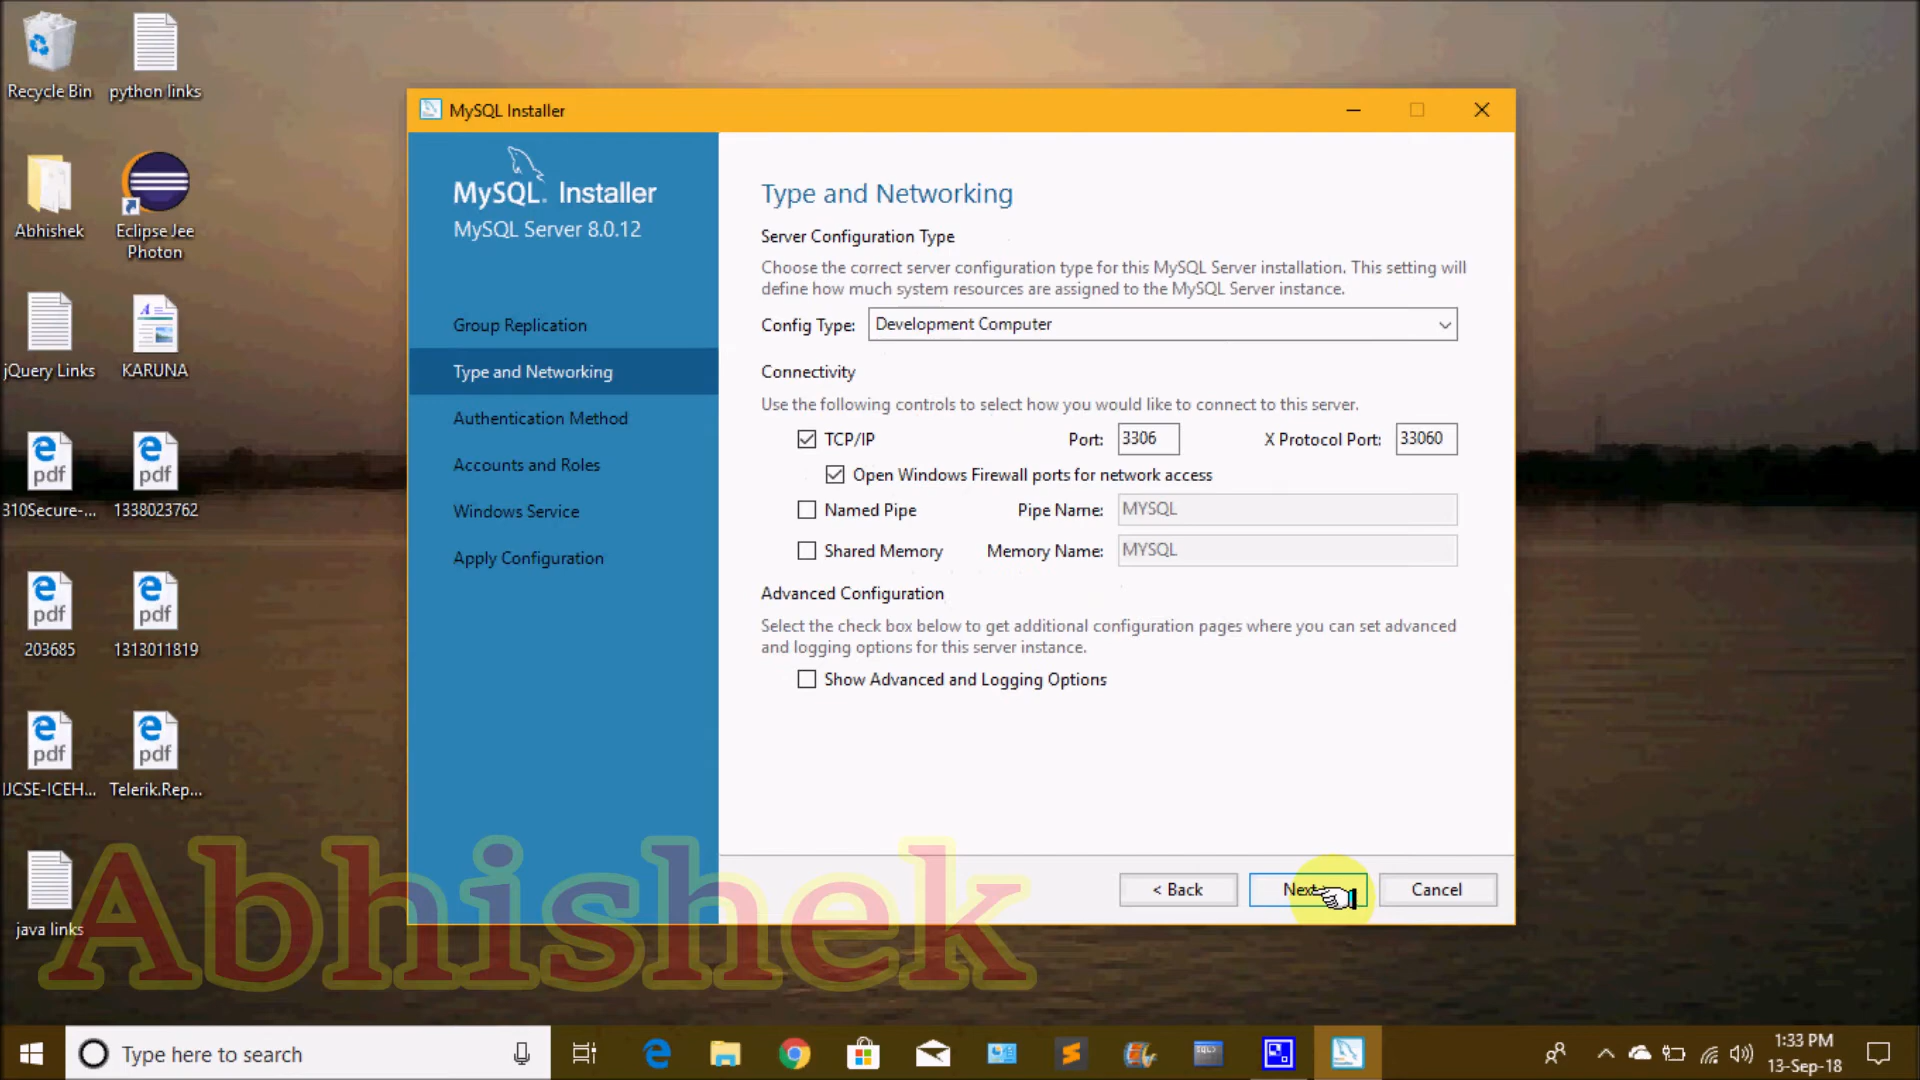 Recycle Bin
python links
Abhishek
Eclipse Jee
Photon
jQuery Links
KARUNA
310Secure-...
1338023762
203685
1313011819
IJCSE-ICEH...
Telerik.Rep...
java links
MySQL Installer
MySQL. Installer
MySQL Server 8.0.12
Group Replication
Type and Networking
Authentication Method
Accounts and Roles
Windows Service
Apply Configuration
Type and Networking
Server Configuration Type
Choose the correct server configuration type for this MySQL Server installation. This setting will
define how much system resources are assigned to the MySQL Server instance.
Config Type: Development Computer
Connectivity
Use the following controls to select how you would like to connect to this server.
TCP/IP Port: 3306 X Protocol Port: 33060
Open Windows Firewall ports for network access
Named Pipe Pipe Name: MYSQL
Shared Memory Memory Name: MYSQL
Advanced Configuration
Select the check box below to get additional configuration pages where you can set advanced
and logging options for this server instance.
Show Advanced and Logging Options
< Back Next Cancel
Abhishek
Type here to search
1:33 PM
13-Sep-18